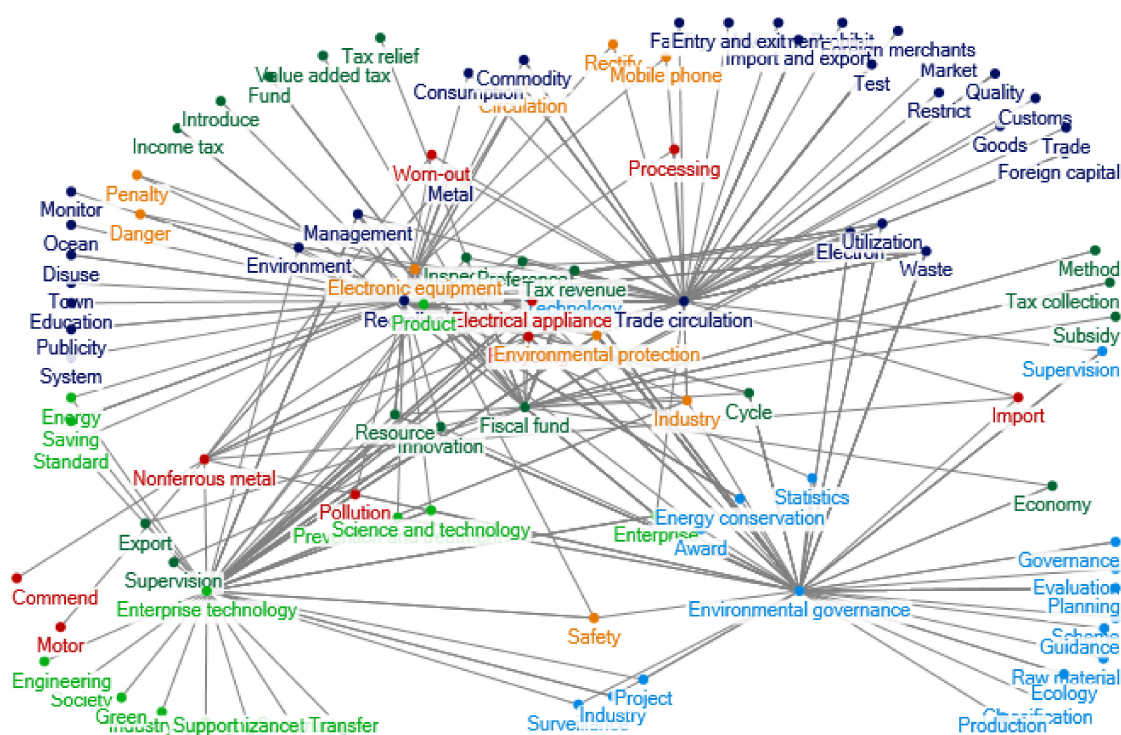 Tax relief
Rectify
Entry and exit
Import and export
merchants
Value added tax
Mobile phone
Commodity
Market
Fund
Consumption
Test
Quality
Circulation
Restrict
Introduce
Customs
Income tax
Goods
Trade
Worn-out
Processing
Foreign capital
Penalty
Metal
Monitor
Danger
Management
Ocean
Utilization
Electron
Environment
Waste
Method
Disuse
Preference
Electronic equipment
Tax revenue
Town
Technology
Tax collection
Education
Product
Electrical appliance
Trade circulation
Subsidy
Publicity
Environmental protection
System
Supervision
Energy
Cycle
Import
Saving
Resource
Fiscal fund
Industry
Standard
Innovation
Nonferrous metal
Statistics
Economy
Pollution
Energy conservation
Export
Science and technology
Enterprise
Award
Governance
Supervision
Evaluation
Commend
Enterprise technology
Environmental governance
Planning
Motor
Safety
Guidance
Engineering
Raw material
Society
Project
Ecology
Green
Industry
Support
Transfer
Production